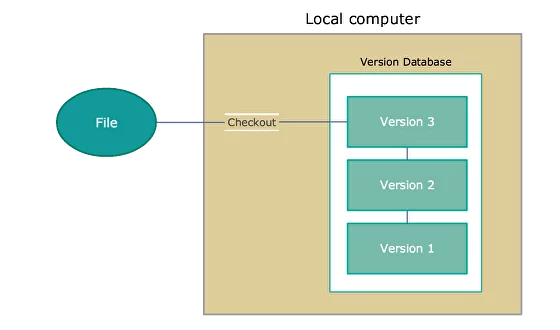 Local computer
Version Database
File
Checkout
Version 3
Version 2
Version 1